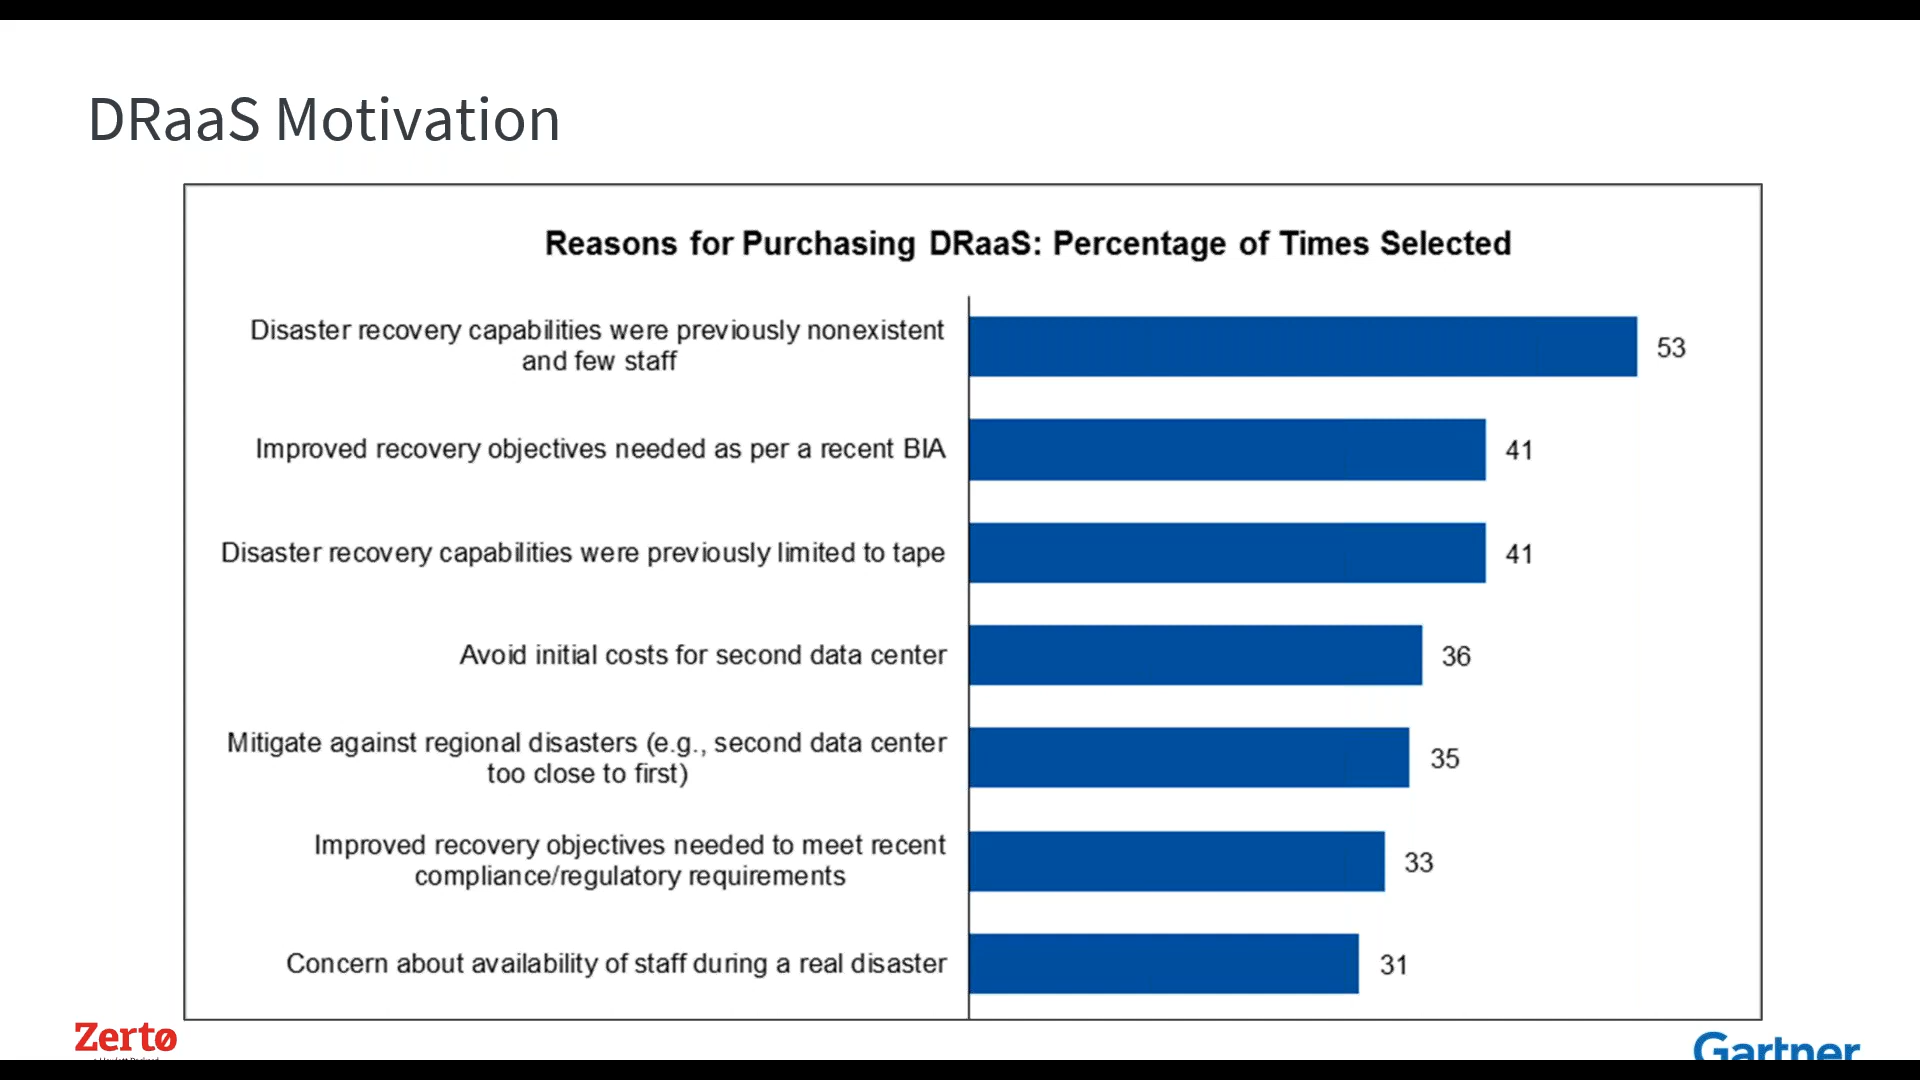 DRaaS Motivation
Reasons for Purchasing DRaaS: Percentage of Times Selected
Disaster recovery capabilities were previously nonexistent
and few staff
53
Improved recovery objectives needed as per a recent BIA
41
Disaster recovery capabilities were previously limited to tape
41
Avoid initial costs for second data center
36
Mitigate against regional disasters (e.g., second data center
too close to first)
35
Improved recovery objectives needed to meet recent
compliance/regulatory requirements
33
Concern about availability of staff during a real disaster
31
Zerto
Gartner